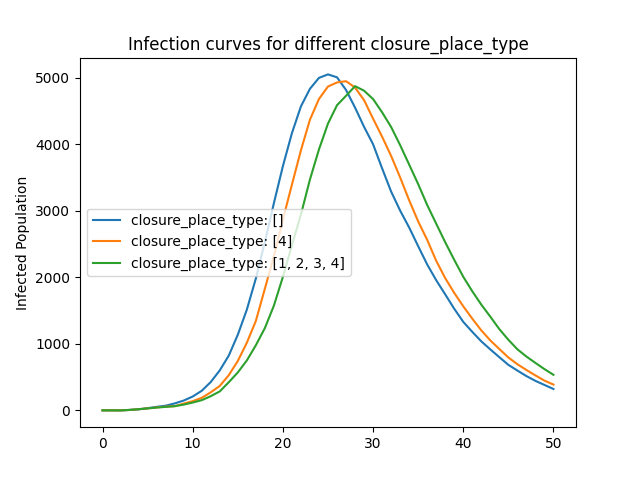 Infection curves for different closure_place_type
Infected Population
5000
4000
3000
2000
1000
0
closure_place_type: []
closure_place_type: [4]
closure_place_type: [1, 2, 3, 4]
0 10 20 30 40 50